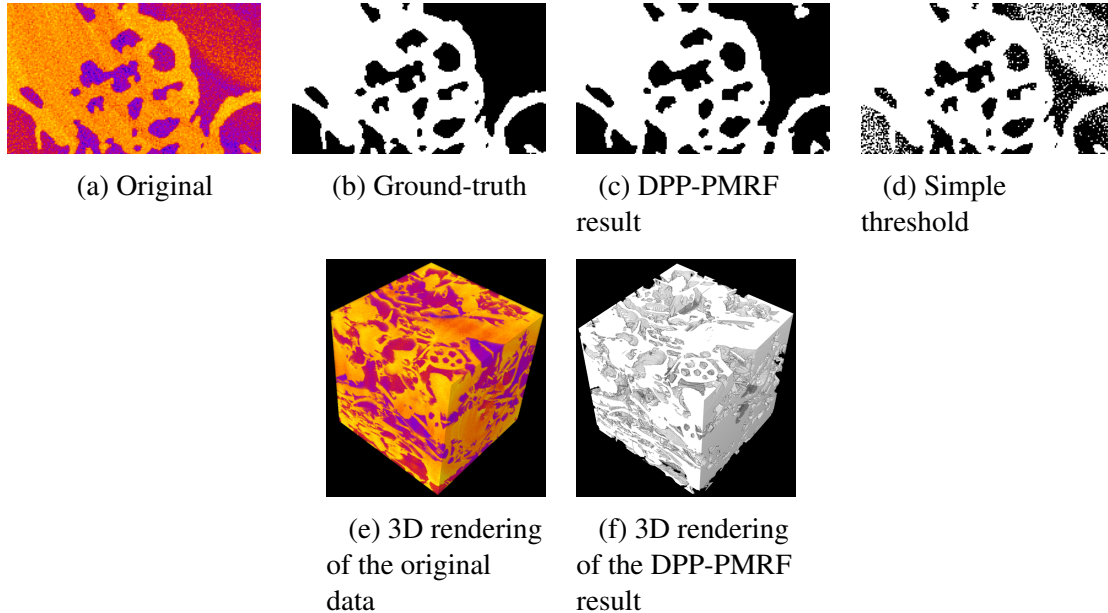 (a) Original
(b) Ground-truth
(c) DPP-PMRF
result
(d) Simple
threshold
(e) 3D rendering
of the original
data
(f) 3D rendering
of the DPP-PMRF
result